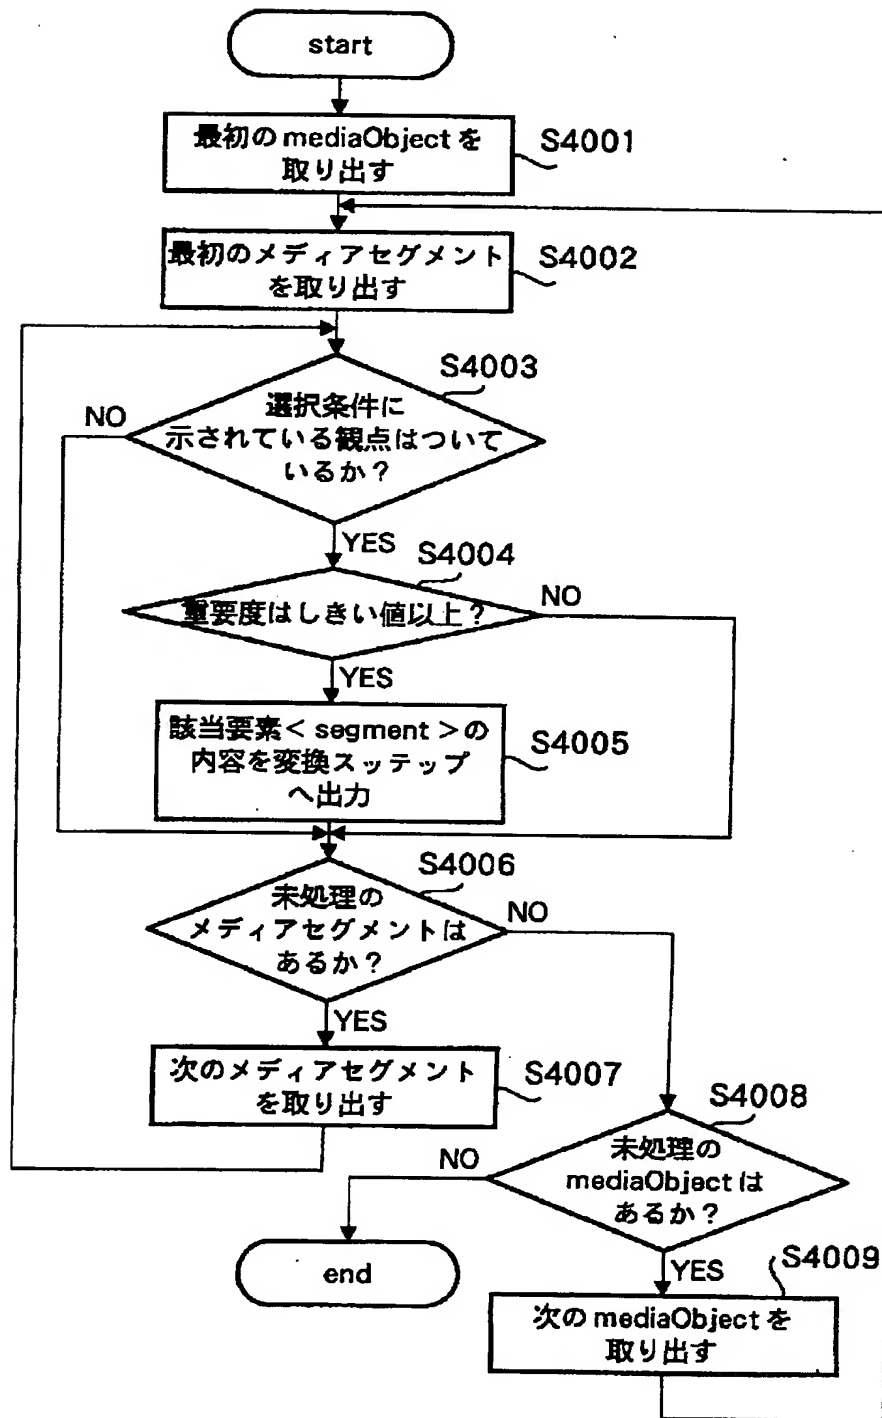 start
最初の mediaObject を
取り出す
S4001
最初のメディアセグメント
を取り出す
S4002
S4003
選択条件に
示されている観点はついて
いるか？
NO
YES
S4004
重要度はしきい値以上？
NO
YES
該当要素＜ segment ＞の
内容を変換スッテップ
へ出力
S4005
S4006
未処理の
メディアセグメントは
あるか？
NO
YES
次のメディアセグメント
を取り出す
S4007
S4008
未処理の
mediaObject は
あるか？
NO
YES
end
S4009
次の mediaObject を
取り出す